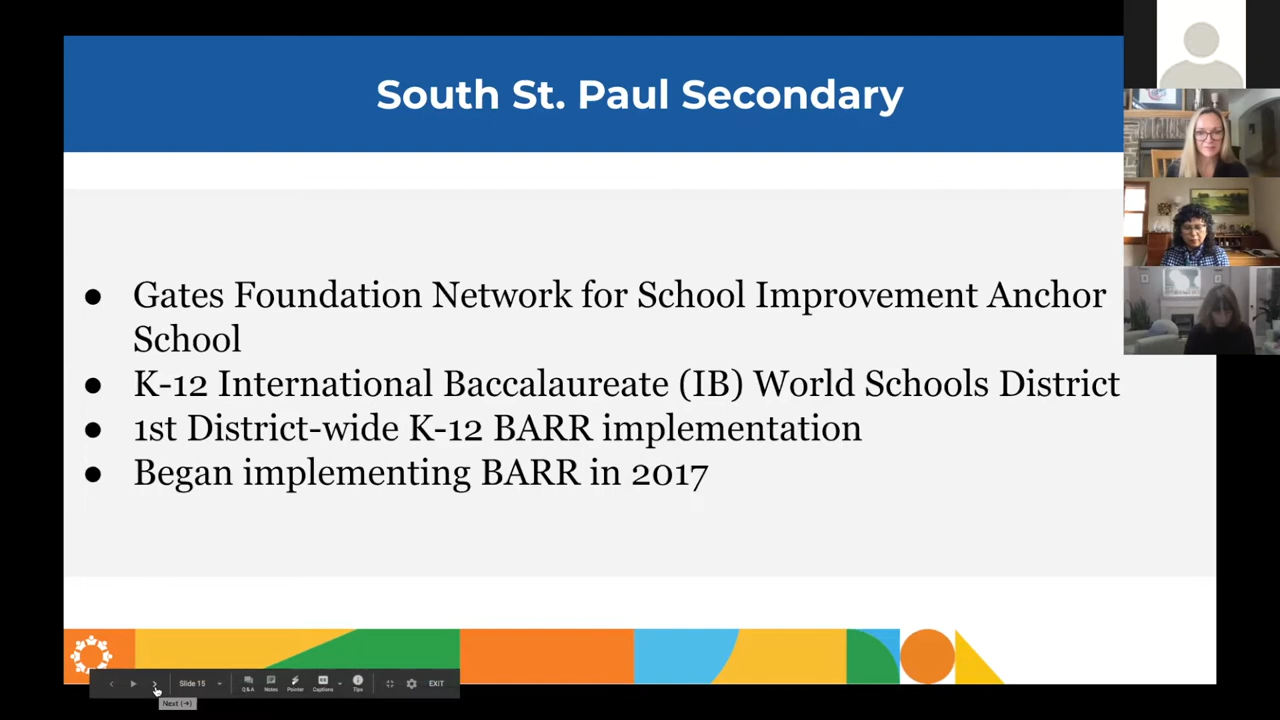 South St. Paul Secondary
● Gates Foundation Network for School Improvement Anchor
School
● K-12 International Baccalaureate (IB) World Schools District
● 1st District-wide K-12 BARR implementation
● Began implementing BARR in 2017
Slide 15
Q&A
Notes
Pointer
Captions
Tips
EXIT
Next (→)